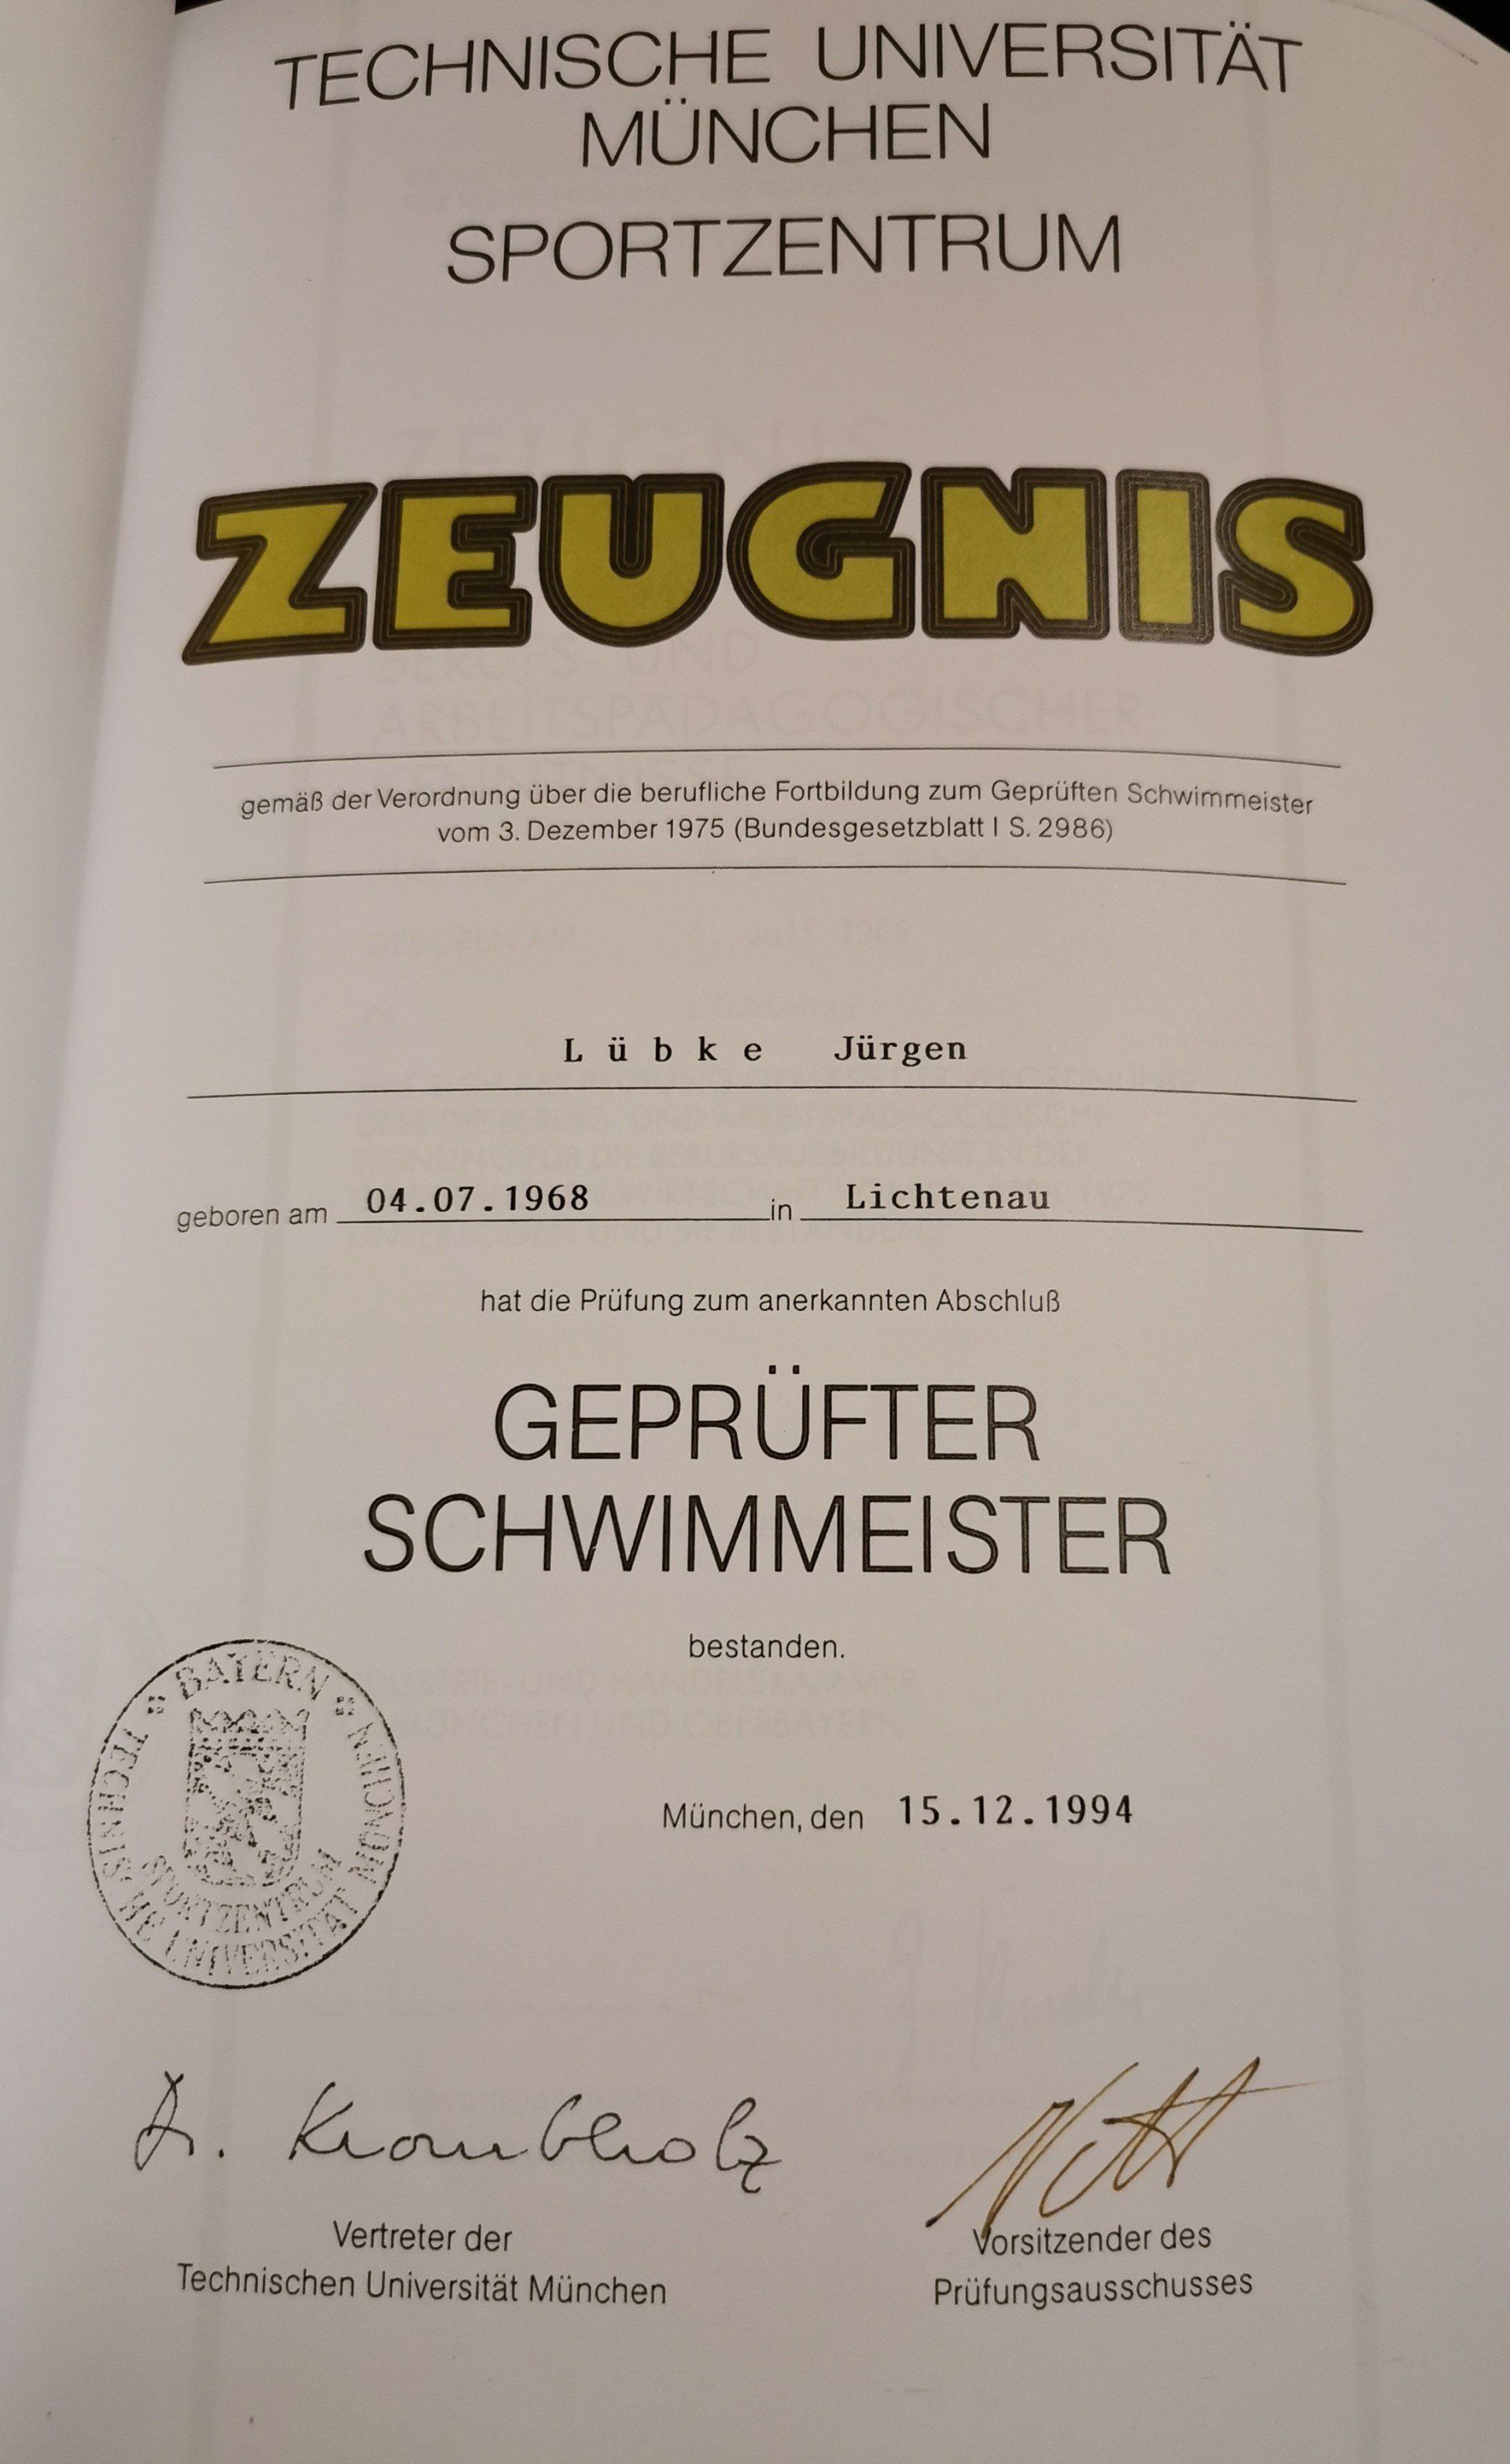 TECHNISCHE UNIVERSITÄT
MÜNCHEN
SPORTZENTRUM
ZEUGNIS
gemäß der Verordnung über die berufliche Fortbildung zum Geprüften Schwimmeister
vom 3. Dezember 1975 (Bundesgesetzblatt I S. 2986)
L ü b k e Jürgen
geboren am 04.07.1968 in Lichtenau
hat die Prüfung zum anerkannten Abschluß
GEPRÜFTER
SCHWIMMEISTER
bestanden.
BAYERN
TECHNISCHE UNIVERSITÄT MÜNCHEN
SPORTZENTRUM
München, den 15.12.1994
Dr. Krombholz
Vertreter der
Technischen Universität München
Vorsitzender des
Prüfungsausschusses